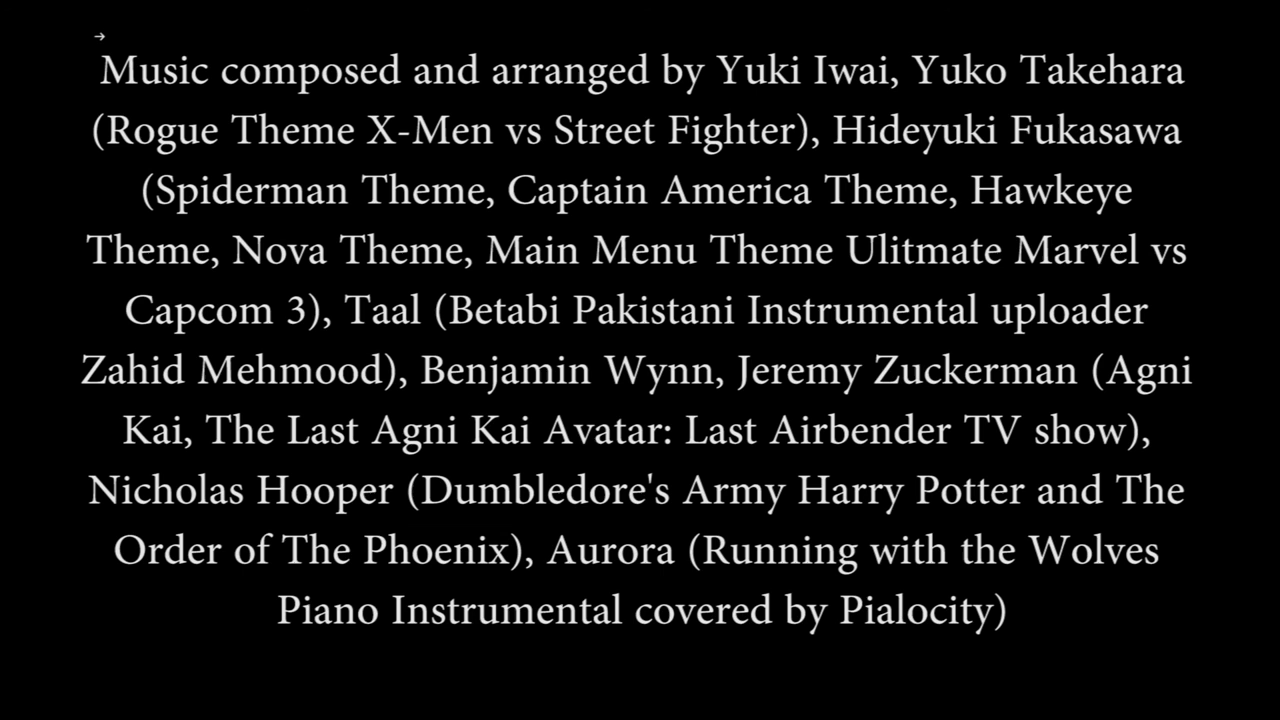 →
Music composed and arranged by Yuki Iwai, Yuko Takehara
(Rogue Theme X-Men vs Street Fighter), Hideyuki Fukasawa
(Spiderman Theme, Captain America Theme, Hawkeye
Theme, Nova Theme, Main Menu Theme Ulitmate Marvel vs
Capcom 3), Taal (Betabi Pakistani Instrumental uploader
Zahid Mehmood), Benjamin Wynn, Jeremy Zuckerman (Agni
Kai, The Last Agni Kai Avatar: Last Airbender TV show),
Nicholas Hooper (Dumbledore's Army Harry Potter and The
Order of The Phoenix), Aurora (Running with the Wolves
Piano Instrumental covered by Pialocity)